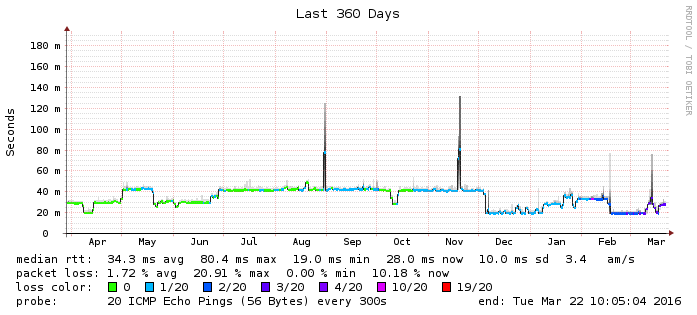 Last 360 Days
RRDTOOL / TOBI OETIKER
Seconds
180 m
160 m
140 m
120 m
100 m
80 m
60 m
40 m
20 m
0
Apr May Jun Jul Aug Sep Oct Nov Dec Jan Feb Mar
median rtt: 34.3 ms avg 80.4 ms max 19.0 ms min 28.0 ms now 10.0 ms sd 3.4 am/s
packet loss: 1.72 % avg 20.91 % max 0.00 % min 10.18 % now
loss color: 0 1/20 2/20 3/20 4/20 10/20 19/20
probe: 20 ICMP Echo Pings (56 Bytes) every 300s end: Tue Mar 22 10:05:04 2016